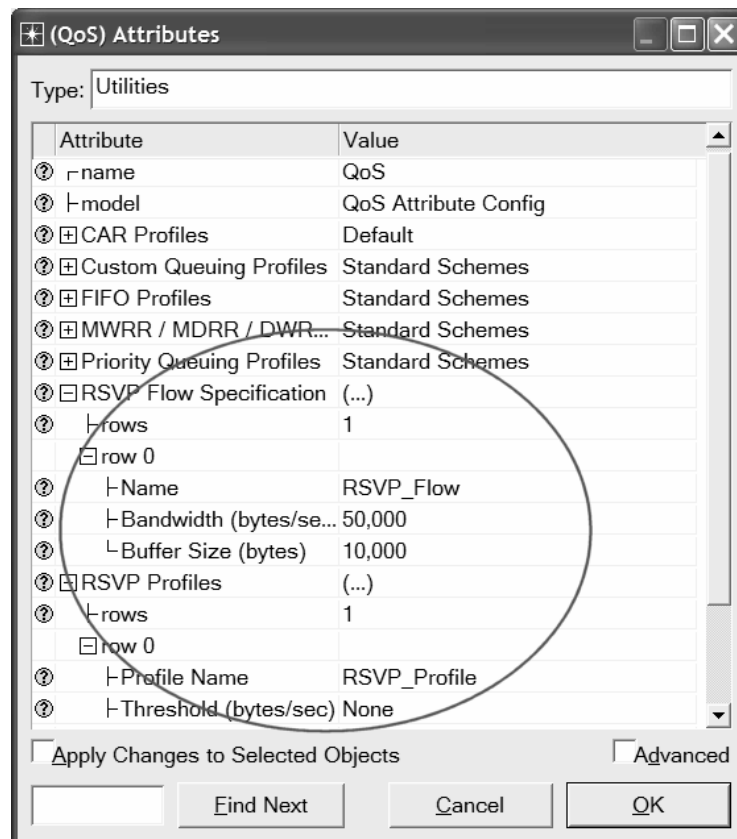 (QoS) Attributes
Type: Utilities
Attribute Value
name QoS
model QoS Attribute Config
CAR Profiles Default
Custom Queuing Profiles Standard Schemes
FIFO Profiles Standard Schemes
MWRR / MDRR / DWR... Standard Schemes
Priority Queuing Profiles Standard Schemes
RSVP Flow Specification (...)
rows 1
row 0
Name RSVP_Flow
Bandwidth (bytes/se... 50,000
Buffer Size (bytes) 10,000
RSVP Profiles (...)
rows 1
row 0
Profile Name RSVP_Profile
Threshold (bytes/sec) None
Apply Changes to Selected Objects Advanced
Find Next Cancel OK